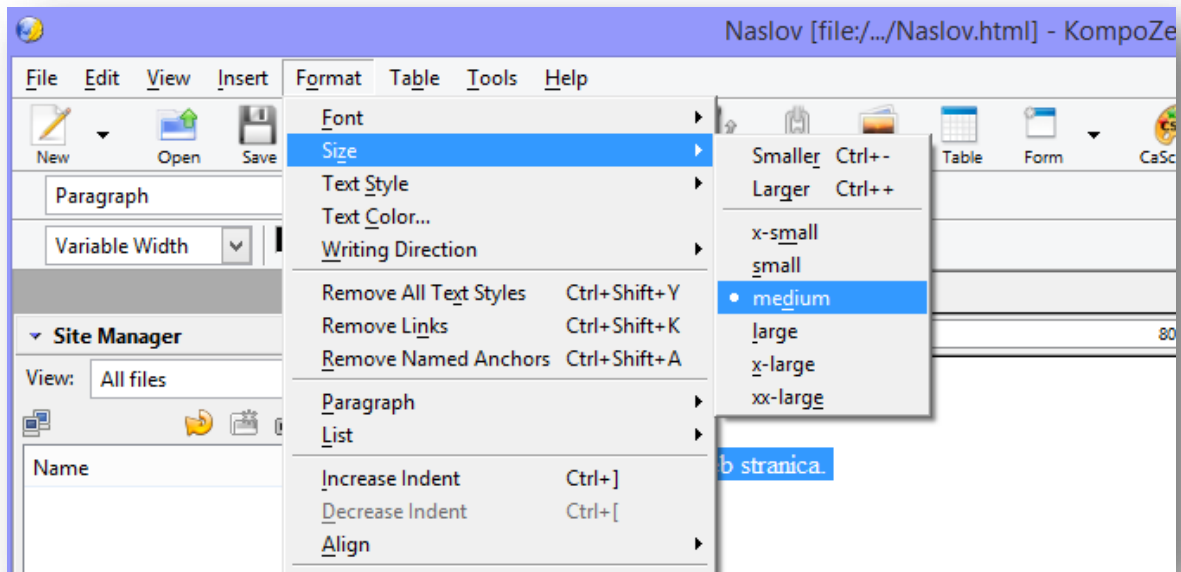 Naslov [file:/.../Naslov.html] - KompoZe
File Edit View Insert Format Table Tools Help
New Open Save Table Form CaSc
Paragraph
Variable Width
Font
Size
Text Style
Text Color...
Writing Direction
Remove All Text Styles Ctrl+Shift+Y
Remove Links Ctrl+Shift+K
Remove Named Anchors Ctrl+Shift+A
Paragraph
List
Increase Indent Ctrl+]
Decrease Indent Ctrl+[
Align
Smaller Ctrl+-
Larger Ctrl++
x-small
small
medium
large
x-large
xx-large
Site Manager
View: All files
Name
80
b stranica.